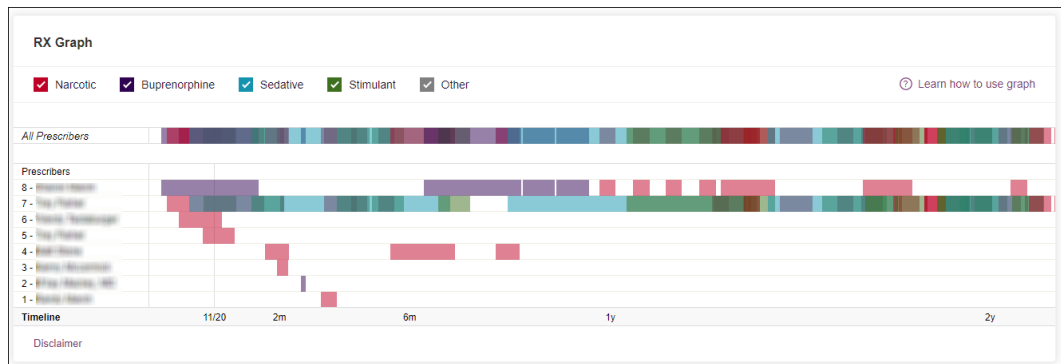 RX Graph
Narcotic Buprenorphine Sedative Stimulant Other
Learn how to use graph
All Prescribers
Prescribers
8 -
7 -
6 -
5 -
4 -
3 -
2 -
1 -
Timeline 11/20 2m 6m 1y 2y
Disclaimer